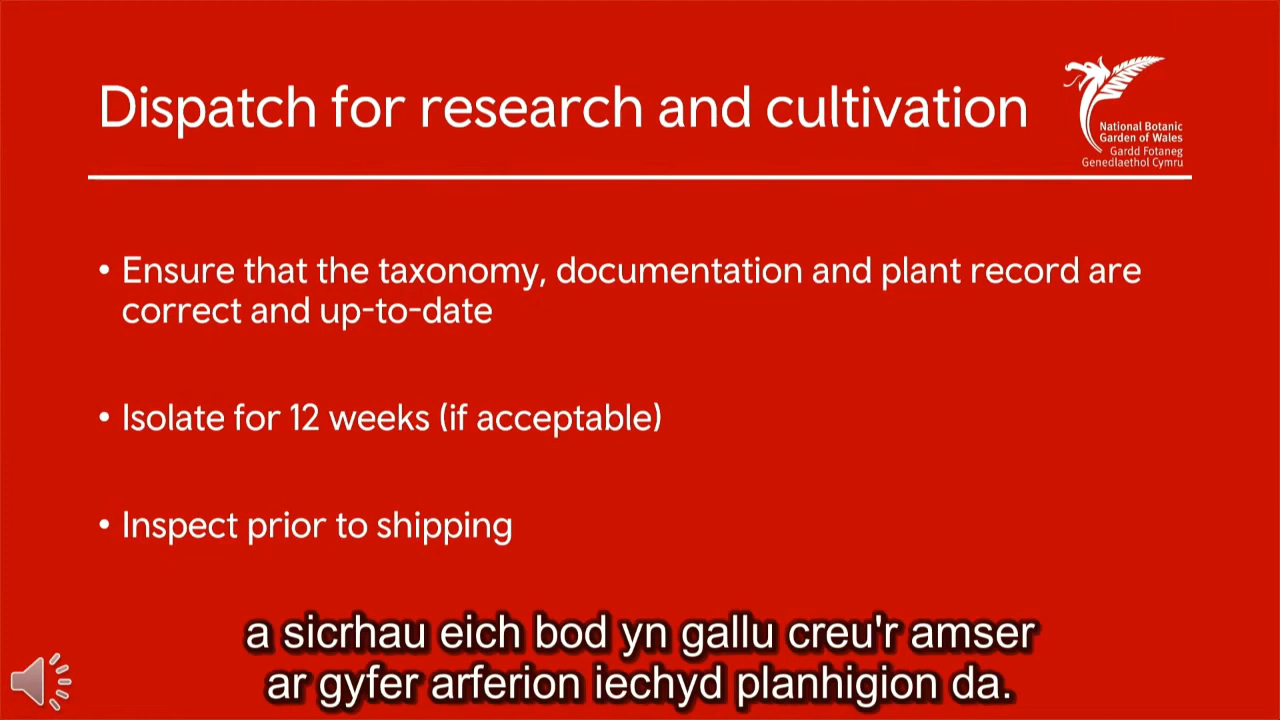 Dispatch for research and cultivation
National Botanic
Garden of Wales
Gardd Fotaneg
Genedlaethol Cymru
• Ensure that the taxonomy, documentation and plant record are
correct and up-to-date
• Isolate for 12 weeks (if acceptable)
• Inspect prior to shipping
a sicrhau eich bod yn gallu creu'r amser
ar gyfer arferion iechyd planhigion da.